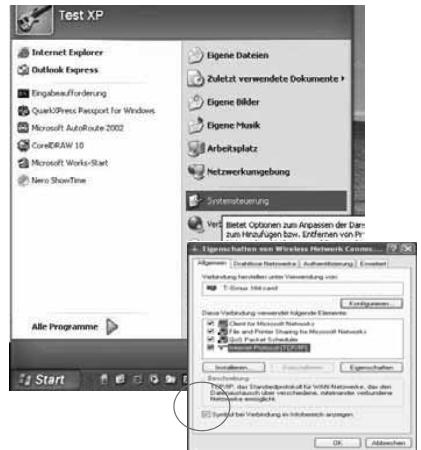 Test XP
Internet Explorer
Outlook Express
Eingabeaufforderung
QuarkXPress Passport for Windows
Microsoft AutoRoute 2002
CorelDRAW 10
Microsoft Works-Start
Nero ShowTime
Alle Programme
Eigene Dateien
Zuletzt verwendete Dokumente
Eigene Bilder
Eigene Musik
Arbeitsplatz
Netzwerkumgebung
Systemsteuerung
Bietet Optionen zum Anpassen der Dars
zum Hinzufügen bzw. Entfernen von Pr
Start
Eigenschaften von Wireless Network Connec...
Allgemein Drahtlose Netzwerke Authentifizierung Erweitert
Verbindung herstellen unter Verwendung von:
T-Sinus
Konfigurieren...
Diese Verbindung verwendet folgende Elemente:
Client for Microsoft Networks
File and Printer Sharing for Microsoft Networks
QoS Packet Scheduler
Internet Protocol (TCP/IP)
Installieren... Deinstallieren Eigenschaften
Beschreibung
TCP/IP, das Standardprotokoll für WAN-Netzwerke, das den
Datenaustausch über verschiedene, miteinander verbundene
Netzwerke ermöglicht.
Symbol bei Verbindung im Infobereich anzeigen
OK Abbrechen